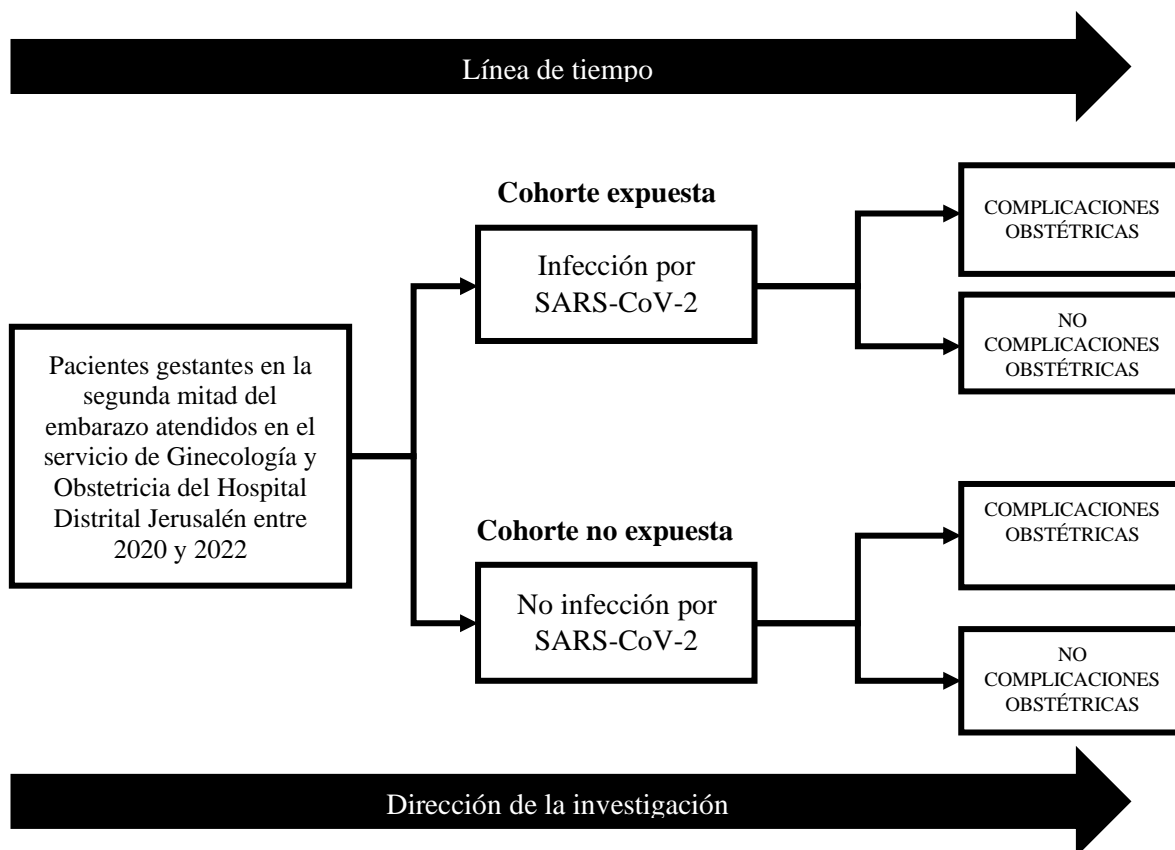 Línea de tiempo
Cohorte expuesta
Infección por
SARS-CoV-2
COMPLICACIONES
OBSTÉTRICAS
NO
COMPLICACIONES
OBSTÉTRICAS
Pacientes gestantes en la
segunda mitad del
embarazo atendidos en el
servicio de Ginecología y
Obstetricia del Hospital
Distrital Jerusalén entre
2020 y 2022
Cohorte no expuesta
No infección por
SARS-CoV-2
COMPLICACIONES
OBSTÉTRICAS
NO
COMPLICACIONES
OBSTÉTRICAS
Dirección de la investigación